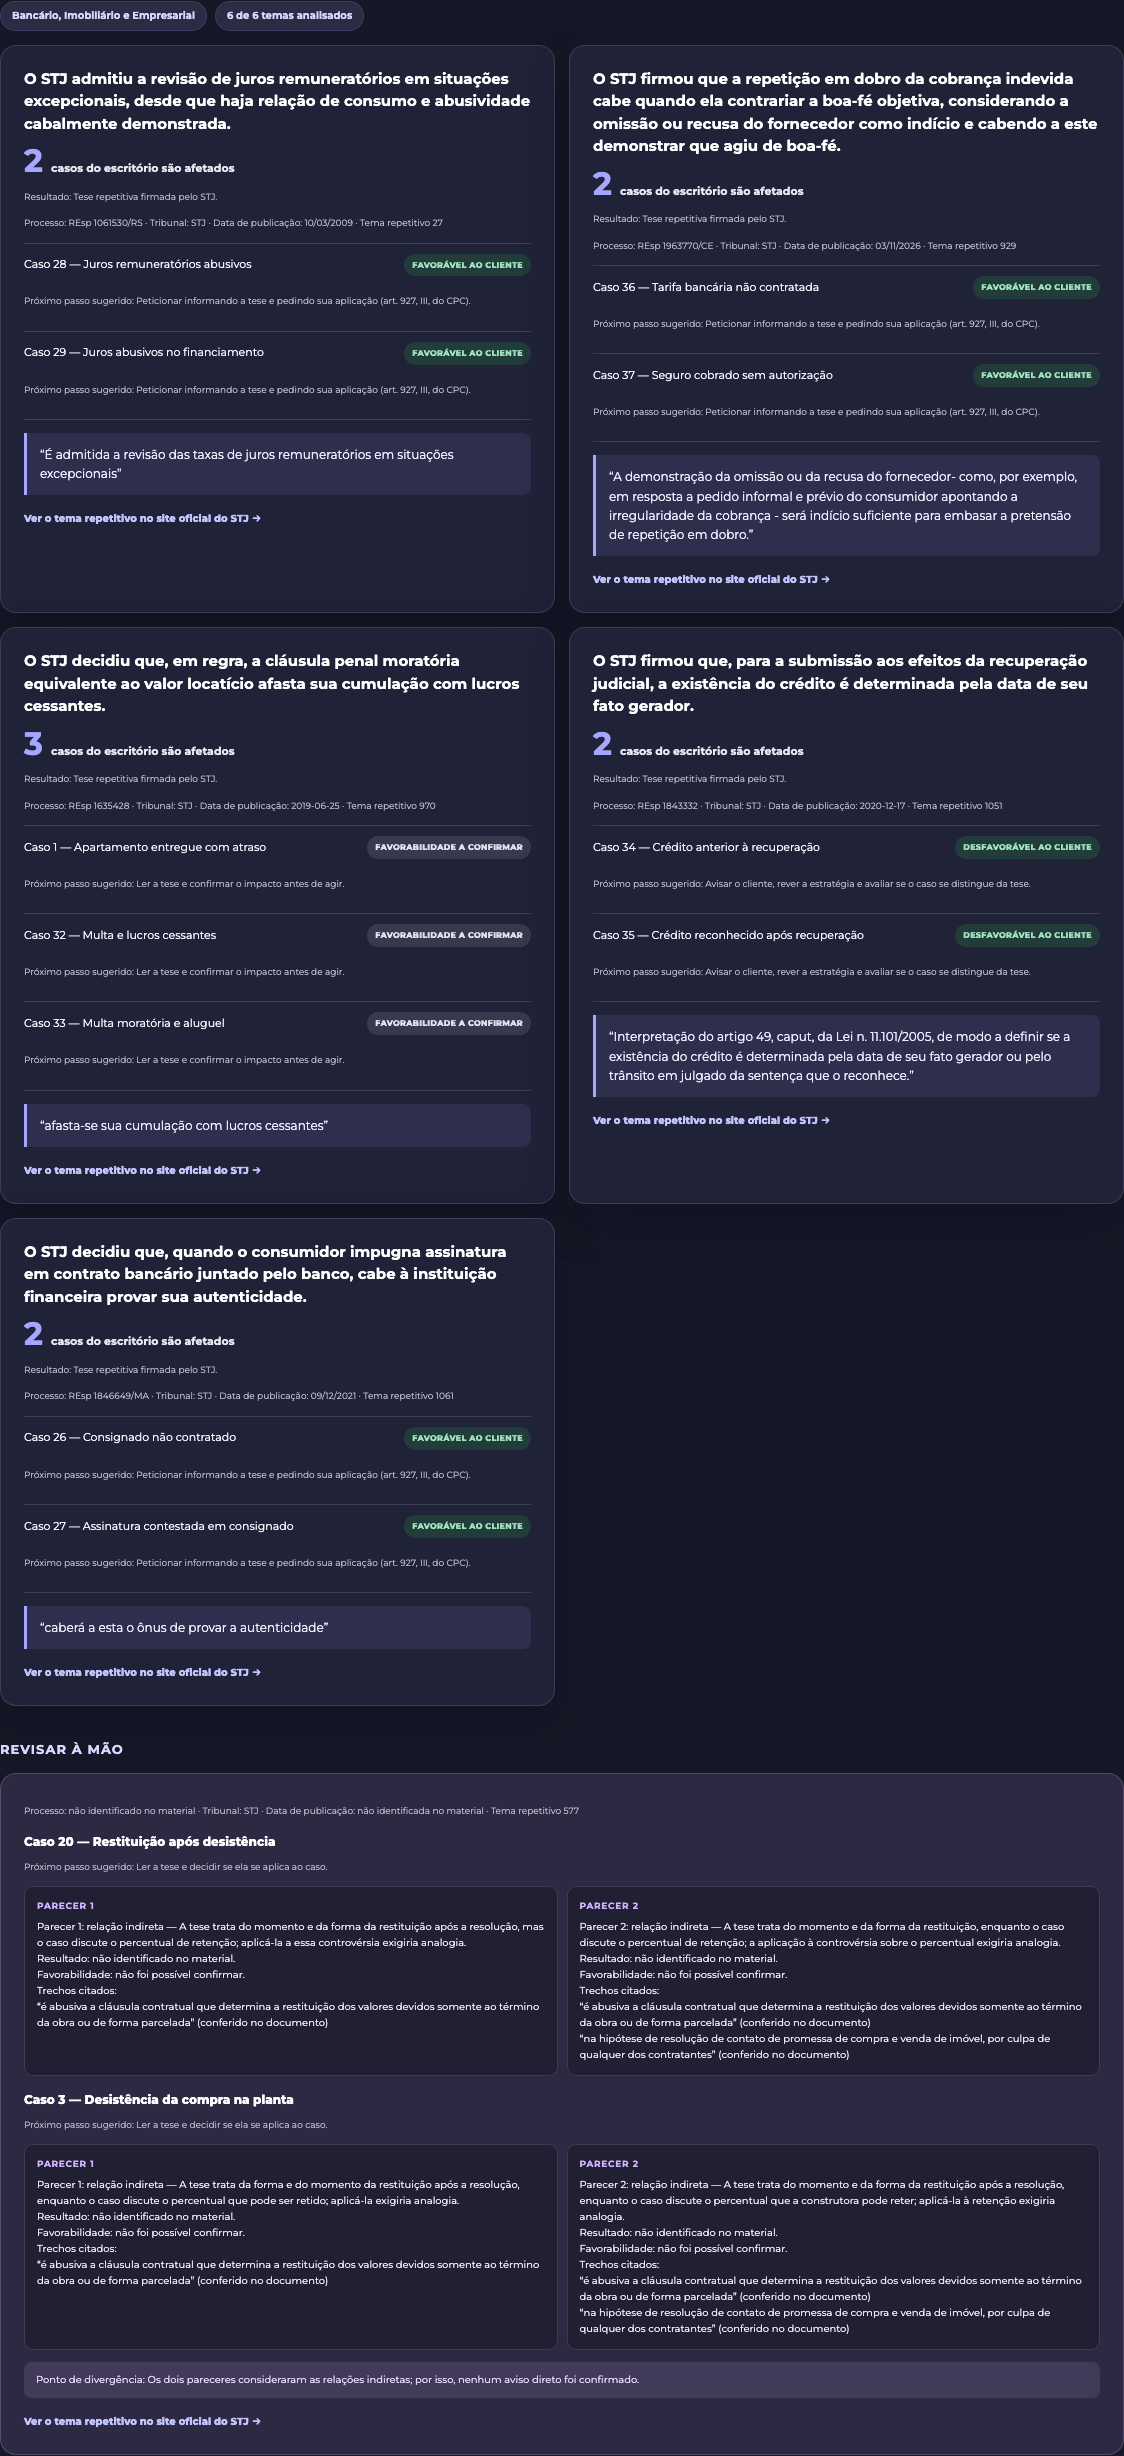 Bancário, Imobiliário e Empresarial
6 de 6 temas analisados
O STJ admitiu a revisão de juros remuneratórios em situações
excepcionais, desde que haja relação de consumo e abusividade
cabalmente demonstrada.
2 casos do escritório são afetados
Resultado: Tese repetitiva firmada pelo STJ.
Processo: REsp 1061530/RS · Tribunal: STJ · Data de publicação: 10/03/2009 · Tema repetitivo 27
Caso 28 — Juros remuneratórios abusivos
FAVORÁVEL AO CLIENTE
Próximo passo sugerido: Peticionar informando a tese e pedindo sua aplicação (art. 927, III, do CPC).
Caso 29 — Juros abusivos no financiamento
FAVORÁVEL AO CLIENTE
Próximo passo sugerido: Peticionar informando a tese e pedindo sua aplicação (art. 927, III, do CPC).
“É admitida a revisão das taxas de juros remuneratórios em situações
excepcionais”
Ver o tema repetitivo no site oficial do STJ →
O STJ firmou que a repetição em dobro da cobrança indevida
cabe quando ela contrariar a boa-fé objetiva, considerando a
omissão ou recusa do fornecedor como indício e cabendo a este
demonstrar que agiu de boa-fé.
2 casos do escritório são afetados
Resultado: Tese repetitiva firmada pelo STJ.
Processo: REsp 1963770/CE · Tribunal: STJ · Data de publicação: 03/11/2026 · Tema repetitivo 929
Caso 36 — Tarifa bancária não contratada
FAVORÁVEL AO CLIENTE
Próximo passo sugerido: Peticionar informando a tese e pedindo sua aplicação (art. 927, III, do CPC).
Caso 37 — Seguro cobrado sem autorização
FAVORÁVEL AO CLIENTE
Próximo passo sugerido: Peticionar informando a tese e pedindo sua aplicação (art. 927, III, do CPC).
“A demonstração da omissão ou da recusa do fornecedor- como, por exemplo,
em resposta a pedido informal e prévio do consumidor apontando a
irregularidade da cobrança - será indício suficiente para embasar a pretensão
de repetição em dobro.”
Ver o tema repetitivo no site oficial do STJ →
O STJ decidiu que, em regra, a cláusula penal moratória
equivalente ao valor locatício afasta sua cumulação com lucros
cessantes.
3 casos do escritório são afetados
Resultado: Tese repetitiva firmada pelo STJ.
Processo: REsp 1635428 · Tribunal: STJ · Data de publicação: 2019-06-25 · Tema repetitivo 970
Caso 1 — Apartamento entregue com atraso
FAVORABILIDADE A CONFIRMAR
Próximo passo sugerido: Ler a tese e confirmar o impacto antes de agir.
Caso 32 — Multa e lucros cessantes
FAVORABILIDADE A CONFIRMAR
Próximo passo sugerido: Ler a tese e confirmar o impacto antes de agir.
Caso 33 — Multa moratória e aluguel
FAVORABILIDADE A CONFIRMAR
Próximo passo sugerido: Ler a tese e confirmar o impacto antes de agir.
“afasta-se sua cumulação com lucros cessantes”
Ver o tema repetitivo no site oficial do STJ →
O STJ firmou que, para a submissão aos efeitos da recuperação
judicial, a existência do crédito é determinada pela data de seu
fato gerador.
2 casos do escritório são afetados
Resultado: Tese repetitiva firmada pelo STJ.
Processo: REsp 1843332 · Tribunal: STJ · Data de publicação: 2020-12-17 · Tema repetitivo 1051
Caso 34 — Crédito anterior à recuperação
DESFAVORÁVEL AO CLIENTE
Próximo passo sugerido: Avisar o cliente, rever a estratégia e avaliar se o caso se distingue da tese.
Caso 35 — Crédito reconhecido após recuperação
DESFAVORÁVEL AO CLIENTE
Próximo passo sugerido: Avisar o cliente, rever a estratégia e avaliar se o caso se distingue da tese.
“Interpretação do artigo 49, caput, da Lei n. 11.101/2005, de modo a definir se a
existência do crédito é determinada pela data de seu fato gerador ou pelo
trânsito em julgado da sentença que o reconhece.”
Ver o tema repetitivo no site oficial do STJ →
O STJ decidiu que, quando o consumidor impugna assinatura
em contrato bancário juntado pelo banco, cabe à instituição
financeira provar sua autenticidade.
2 casos do escritório são afetados
Resultado: Tese repetitiva firmada pelo STJ.
Processo: REsp 1846649/MA · Tribunal: STJ · Data de publicação: 09/12/2021 · Tema repetitivo 1061
Caso 26 — Consignado não contratado
FAVORÁVEL AO CLIENTE
Próximo passo sugerido: Peticionar informando a tese e pedindo sua aplicação (art. 927, III, do CPC).
Caso 27 — Assinatura contestada em consignado
FAVORÁVEL AO CLIENTE
Próximo passo sugerido: Peticionar informando a tese e pedindo sua aplicação (art. 927, III, do CPC).
“caberá a esta o ônus de provar a autenticidade”
Ver o tema repetitivo no site oficial do STJ →
REVISAR À MÃO
Processo: não identificado no material · Tribunal: STJ · Data de publicação: não identificada no material · Tema repetitivo 577
Caso 20 — Restituição após desistência
Próximo passo sugerido: Ler a tese e decidir se ela se aplica ao caso.
PARECER 1
Parecer 1: relação indireta — A tese trata do momento e da forma da restituição após a resolução, mas
o caso discute o percentual de retenção; aplicá-la a essa controvérsia exigiria analogia.
Resultado: não identificado no material.
Favorabilidade: não foi possível confirmar.
Trechos citados:
“é abusiva a cláusula contratual que determina a restituição dos valores devidos somente ao término
da obra ou de forma parcelada” (conferido no documento)
PARECER 2
Parecer 2: relação indireta — A tese trata do momento e da forma da restituição, enquanto o caso
discute o percentual de retenção; a aplicação à controvérsia sobre o percentual exigiria analogia.
Resultado: não identificado no material.
Favorabilidade: não foi possível confirmar.
Trechos citados:
“é abusiva a cláusula contratual que determina a restituição dos valores devidos somente ao término
da obra ou de forma parcelada” (conferido no documento)
“na hipótese de resolução de contato de promessa de compra e venda de imóvel, por culpa de
qualquer dos contratantes” (conferido no documento)
Caso 3 — Desistência da compra na planta
Próximo passo sugerido: Ler a tese e decidir se ela se aplica ao caso.
PARECER 1
Parecer 1: relação indireta — A tese trata da forma e do momento da restituição após a resolução,
enquanto o caso discute o percentual que pode ser retido; aplicá-la exigiria analogia.
Resultado: não identificado no material.
Favorabilidade: não foi possível confirmar.
Trechos citados:
“é abusiva a cláusula contratual que determina a restituição dos valores devidos somente ao término
da obra ou de forma parcelada” (conferido no documento)
PARECER 2
Parecer 2: relação indireta — A tese trata do momento e da forma da restituição após a resolução,
enquanto o caso discute o percentual que a construtora pode reter; aplicá-la à retenção exigiria
analogia.
Resultado: não identificado no material.
Favorabilidade: não foi possível confirmar.
Trechos citados:
“é abusiva a cláusula contratual que determina a restituição dos valores devidos somente ao término
da obra ou de forma parcelada” (conferido no documento)
“na hipótese de resolução de contato de promessa de compra e venda de imóvel, por culpa de
qualquer dos contratantes” (conferido no documento)
Ponto de divergência: Os dois pareceres consideraram as relações indiretas; por isso, nenhum aviso direto foi confirmado.
Ver o tema repetitivo no site oficial do STJ →